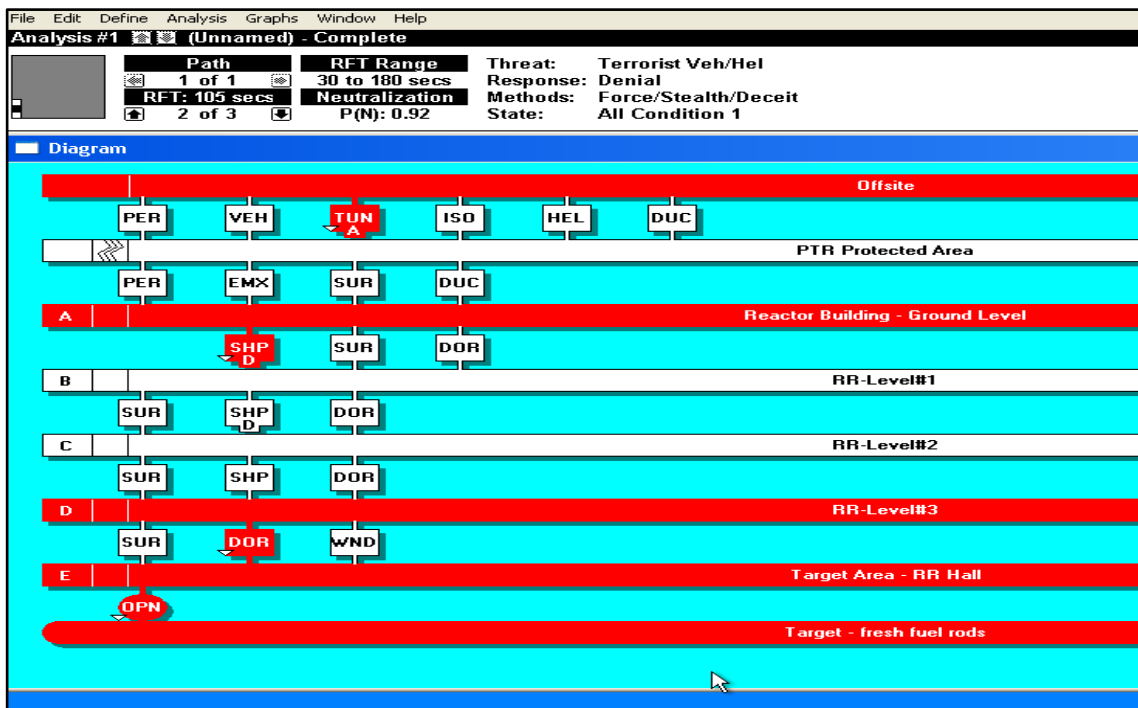 File Edit Define Analysis Graphs Window Help
Analysis #1 (Unnamed) - Complete
Path RFT Range Threat: Terrorist Veh/Hel
1 of 1 30 to 180 secs Response: Denial
RFT: 105 secs Neutralization Methods: Force/Stealth/Deceit
2 of 3 P(N): 0.92 State: All Condition 1
Diagram
Offsite
PER VEH TUN A ISO HEL DUC
PTR Protected Area
PER EMX SUR DUC
A Reactor Building - Ground Level
SHP D SUR DOR
B RR-Level#1
SUR SHP D DOR
C RR-Level#2
SUR SHP DOR
D RR-Level#3
SUR DOR WND
E Target Area - RR Hall
OPN
Target - fresh fuel rods